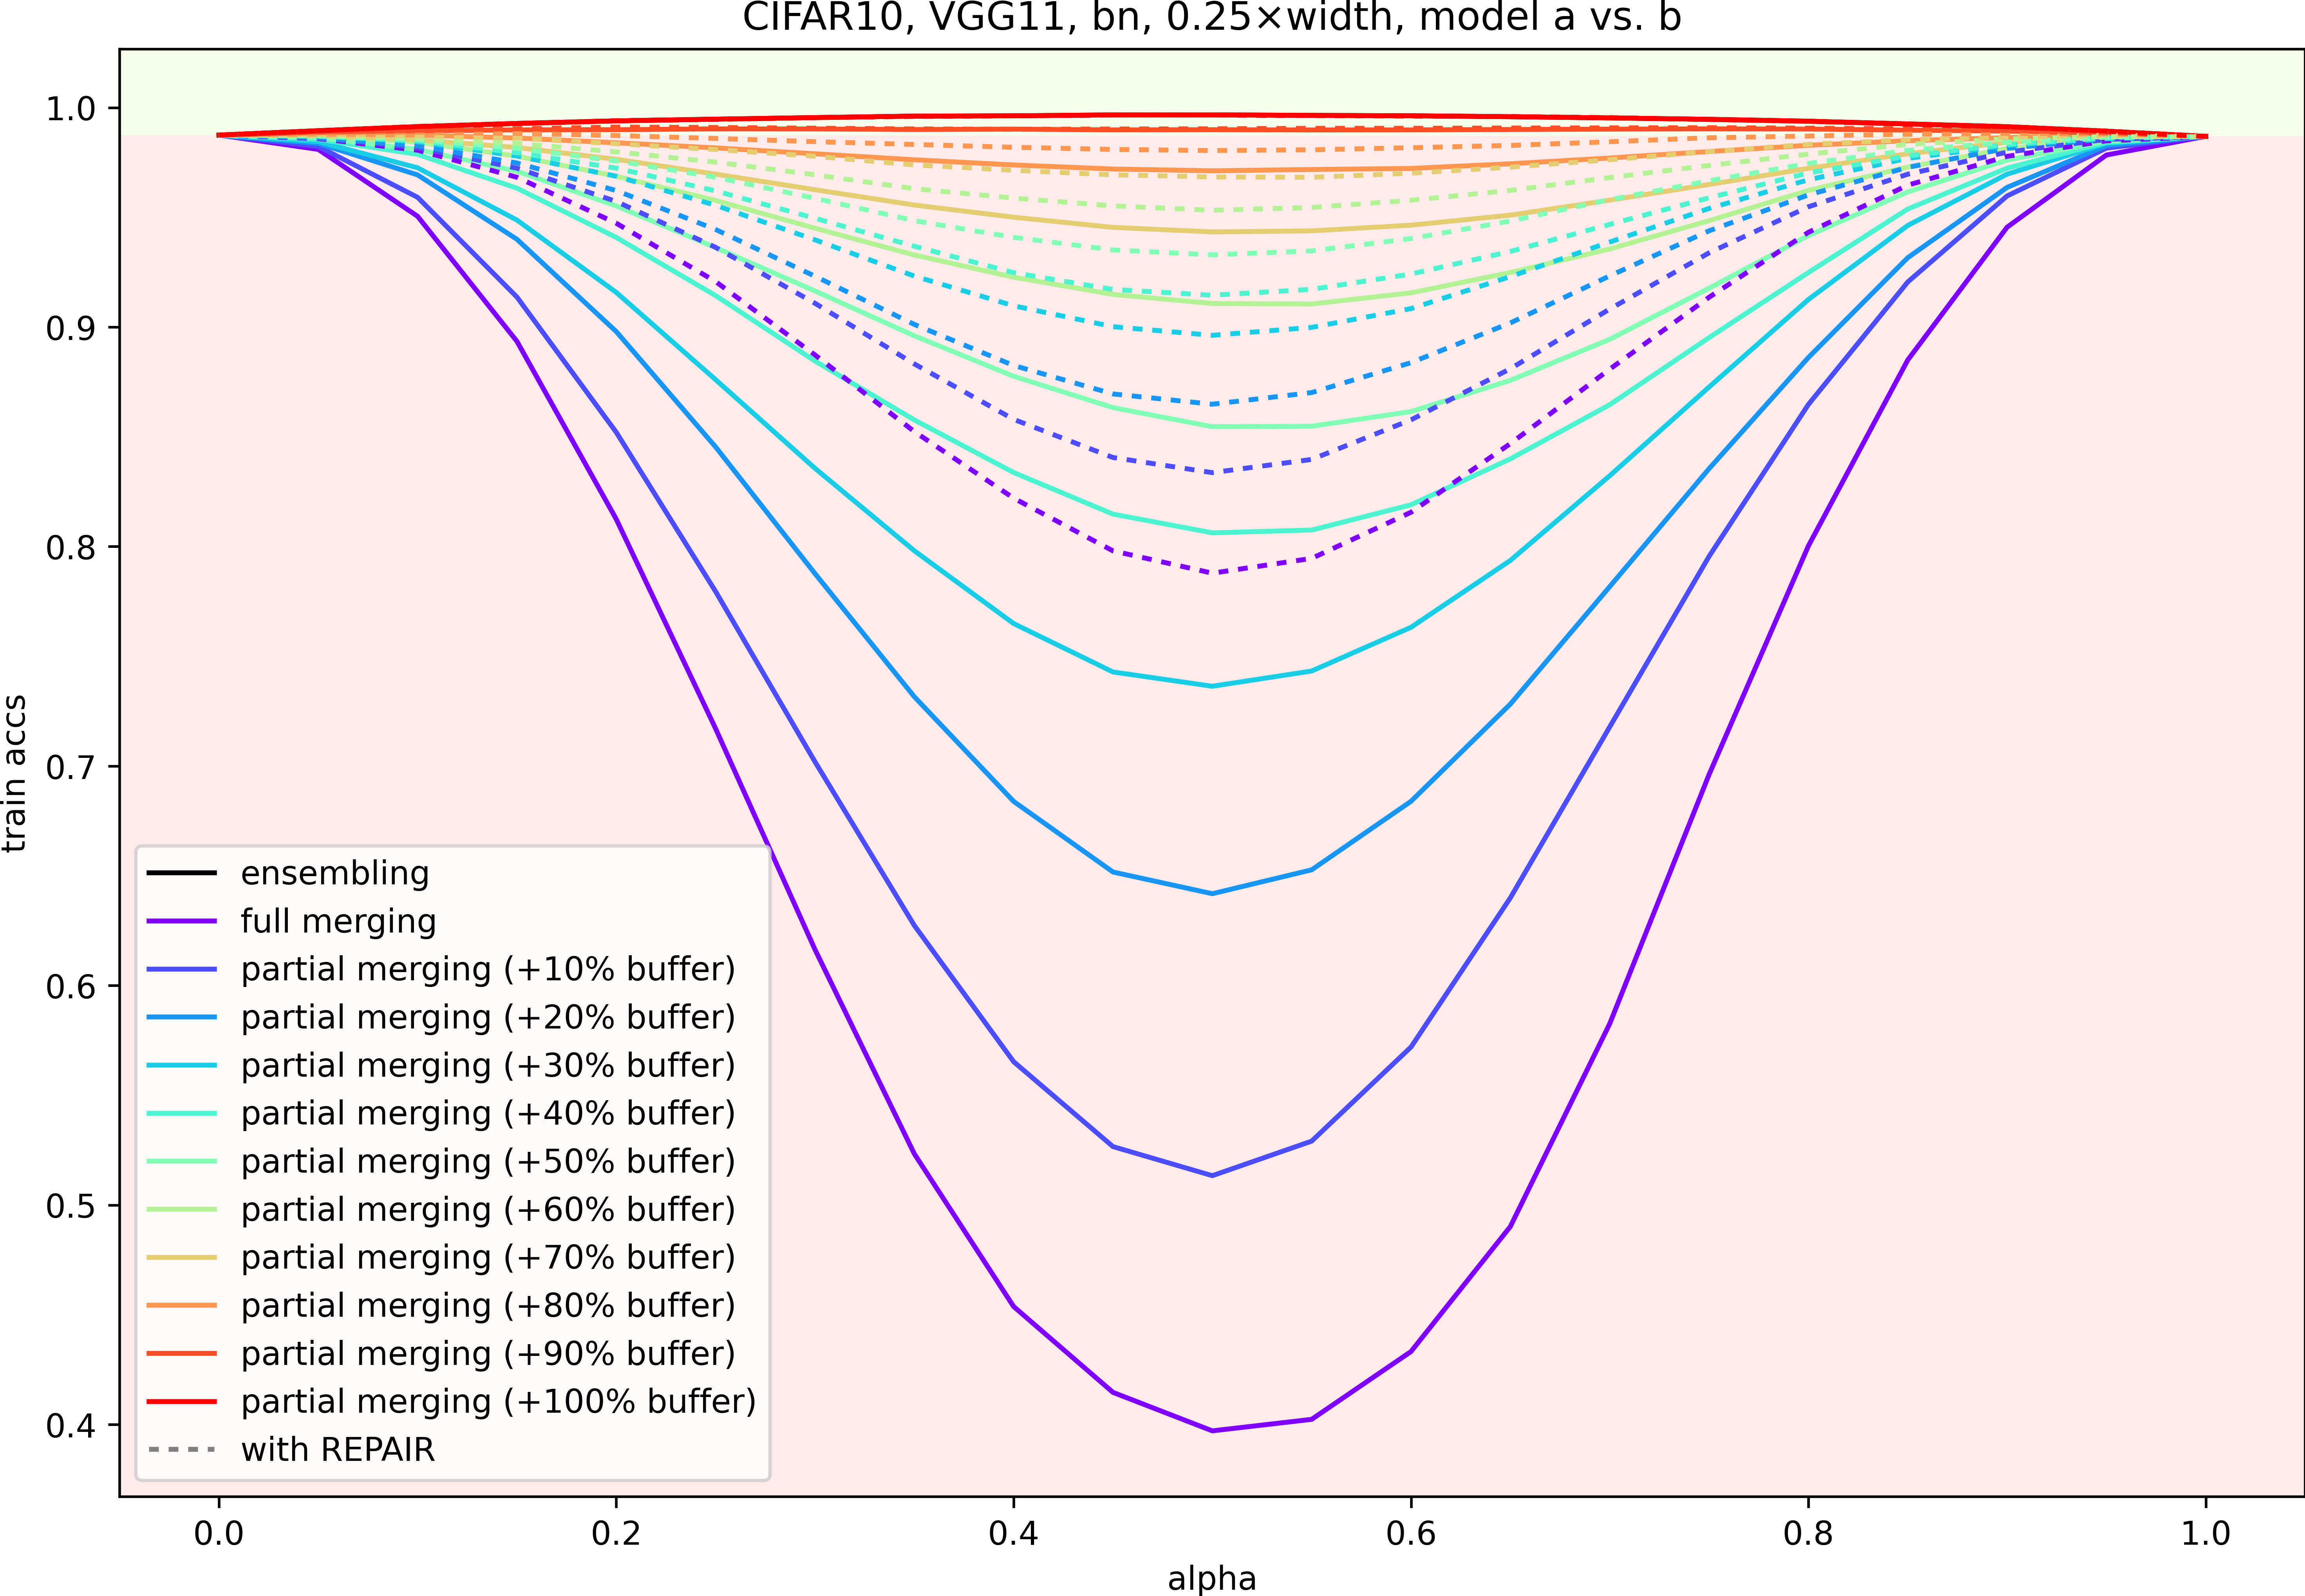 CIFAR10, VGG11, bn, 0.25×width, model a vs. b
1.0
0.9
0.8
0.7
0.6
0.5
0.4
train accs
ensembling
full merging
partial merging (+10% buffer)
partial merging (+20% buffer)
partial merging (+30% buffer)
partial merging (+40% buffer)
partial merging (+50% buffer)
partial merging (+60% buffer)
partial merging (+70% buffer)
partial merging (+80% buffer)
partial merging (+90% buffer)
partial merging (+100% buffer)
with REPAIR
0.0 0.2 0.4 0.6 0.8 1.0
alpha